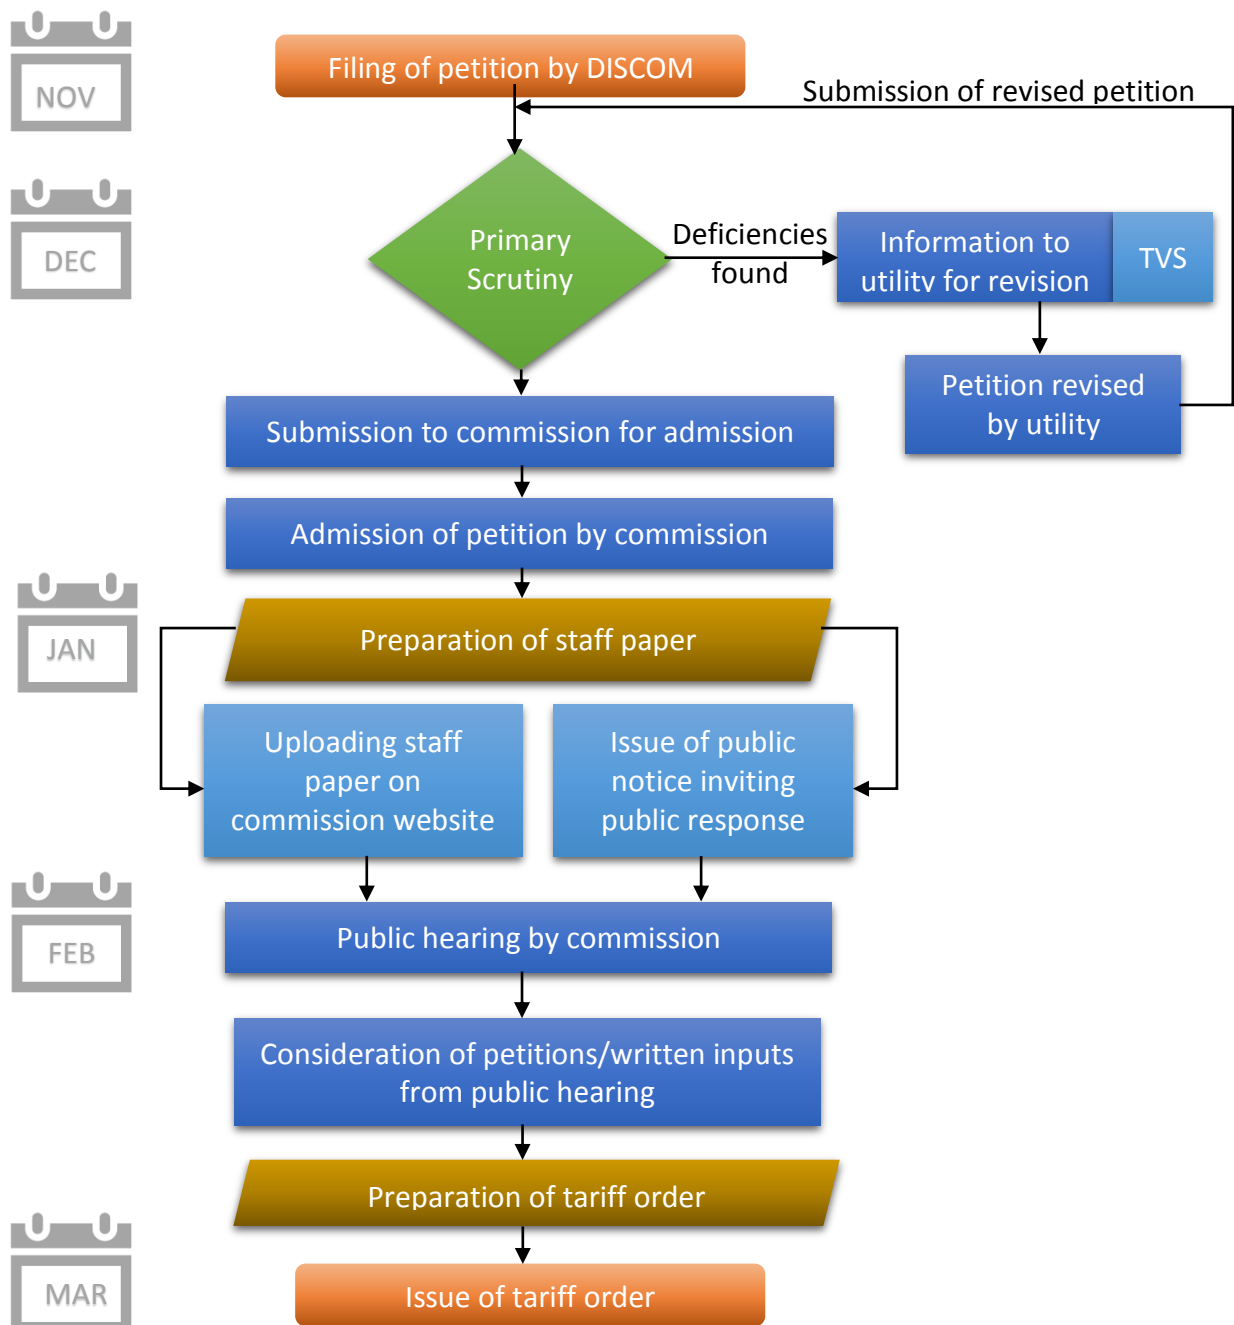 NOV
Filing of petition by DISCOM
Submission of revised petition
DEC
Primary
Scrutiny
Deficiencies
found
Information to
utility for revision
TVS
Petition revised
by utility
Submission to commission for admission
Admission of petition by commission
JAN
Preparation of staff paper
Uploading staff
paper on
commission website
Issue of public
notice inviting
public response
FEB
Public hearing by commission
Consideration of petitions/written inputs
from public hearing
Preparation of tariff order
MAR
Issue of tariff order